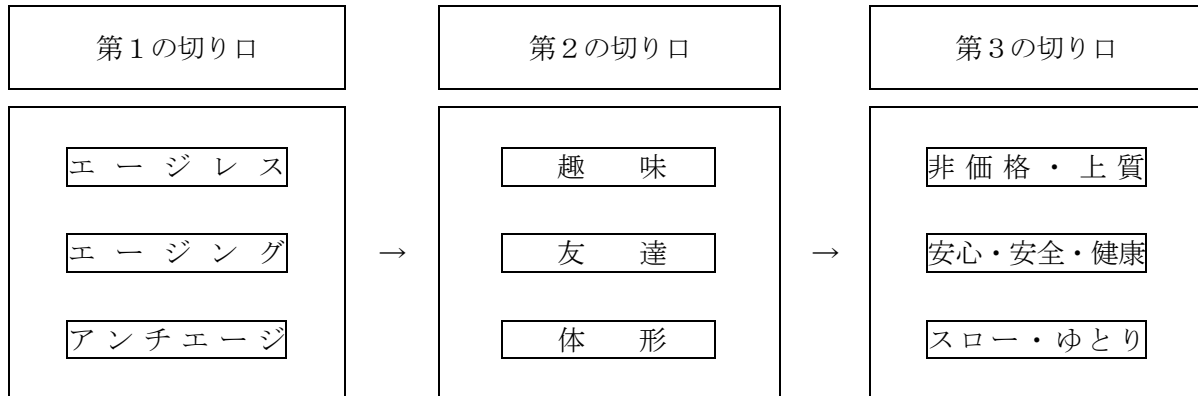 第１の切り口
第２の切り口
第３の切り口
エージレス
趣味
非価格・上質
エージング
→
友達
→
安心・安全・健康
アンチエージ
体形
スロー・ゆとり